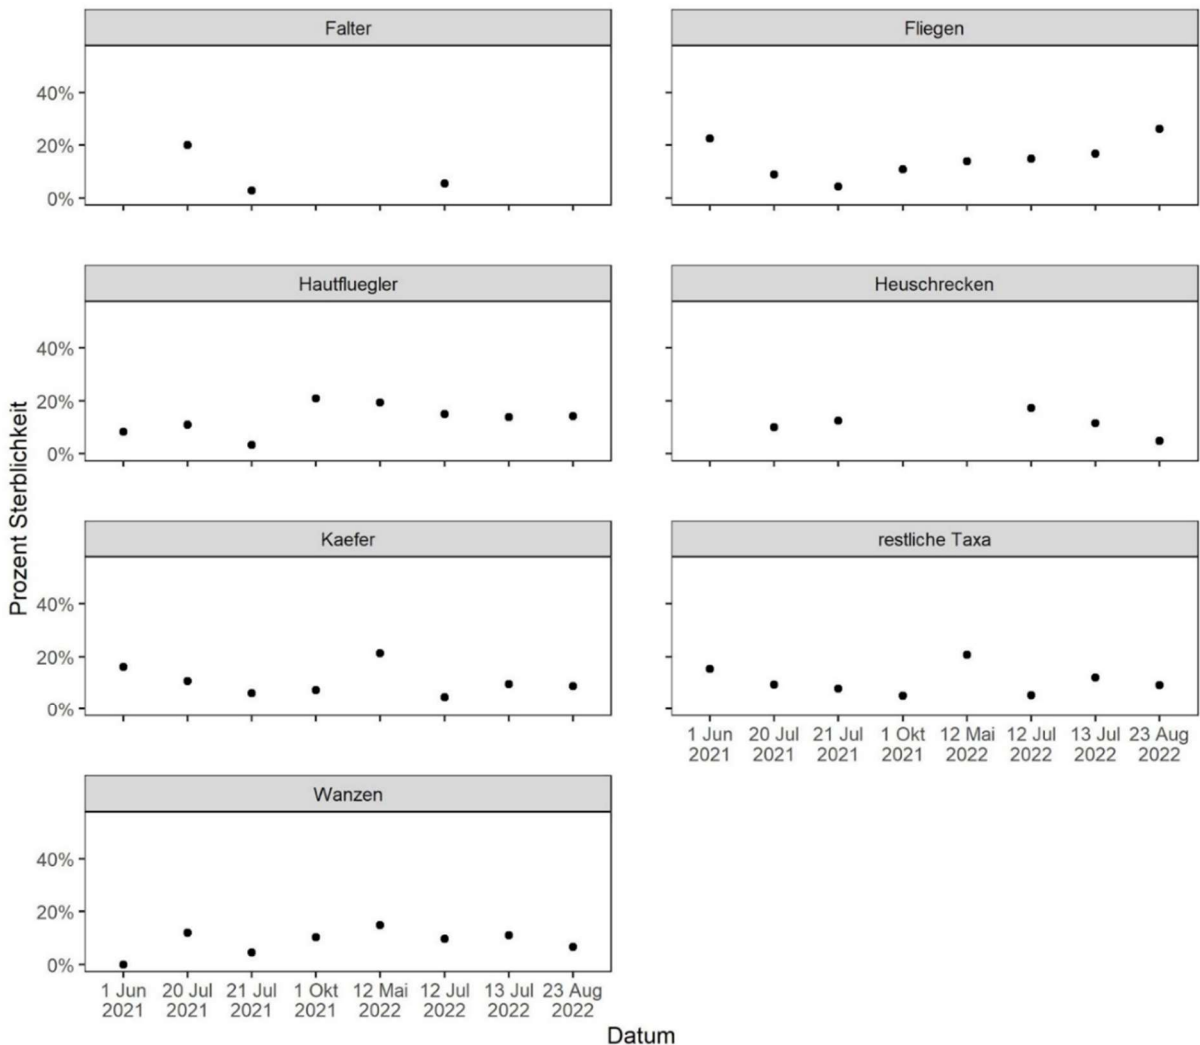 Falter
Fliegen
40%
20%
0%
Hautfluegler
Heuschrecken
40%
20%
0%
Prozent Sterblichkeit
Kaefer
restliche Taxa
40%
20%
0%
1 Jun 20 Jul 21 Jul 1 Okt 12 Mai 12 Jul 13 Jul 23 Aug
2021 2021 2021 2021 2022 2022 2022 2022
Wanzen
40%
20%
0%
1 Jun 20 Jul 21 Jul 1 Okt 12 Mai 12 Jul 13 Jul 23 Aug
2021 2021 2021 2021 2022 2022 2022 2022
Datum